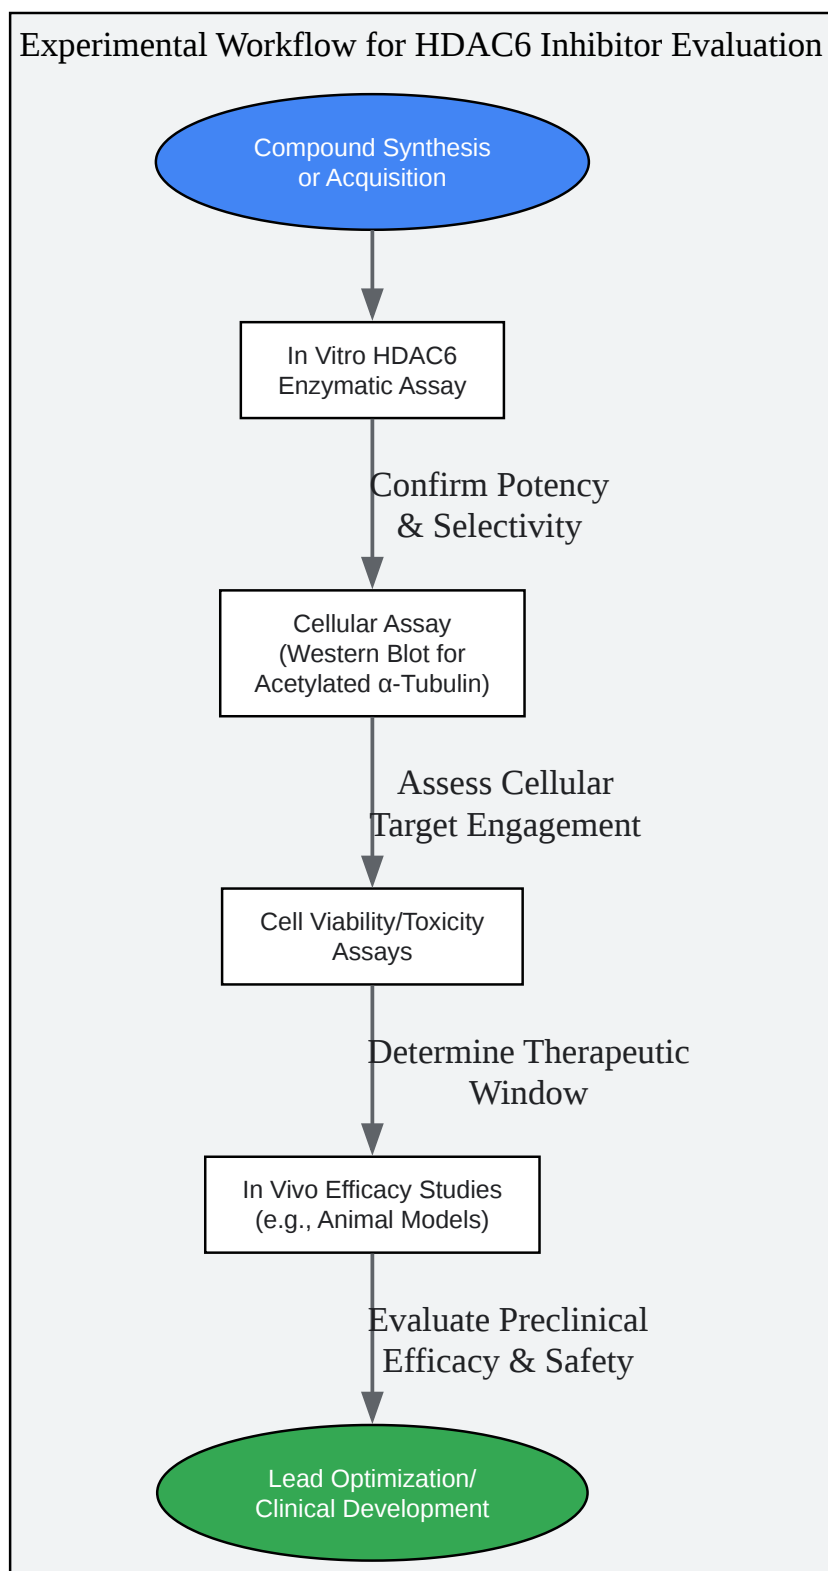 Experimental Workflow for HDAC6 Inhibitor Evaluation
Compound Synthesis
or Acquisition
In Vitro HDAC6
Enzymatic Assay
Confirm Potency
& Selectivity
Cellular Assay
(Western Blot for
Acetylated α-Tubulin)
Assess Cellular
Target Engagement
Cell Viability/Toxicity
Assays
Determine Therapeutic
Window
In Vivo Efficacy Studies
(e.g., Animal Models)
Evaluate Preclinical
Efficacy & Safety
Lead Optimization/
Clinical Development